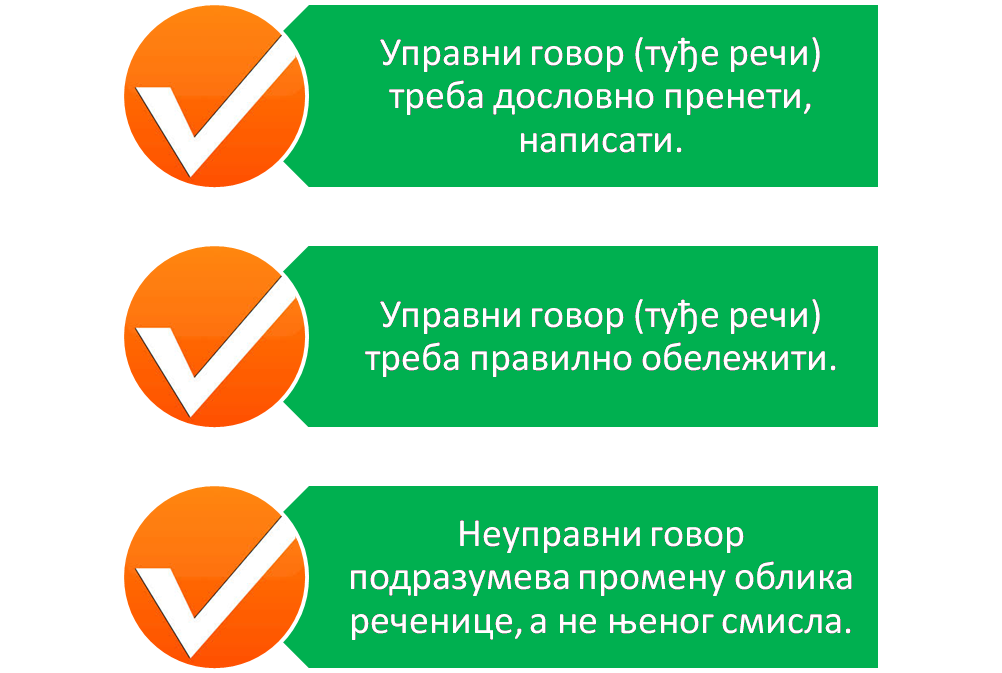 Управни говор (туђе речи)
треба дословно пренети,
написати.
Управни говор (туђе речи)
треба правилно обележити.
Неуправни говор
подразумева промену облика
реченице, а не њеног смисла.